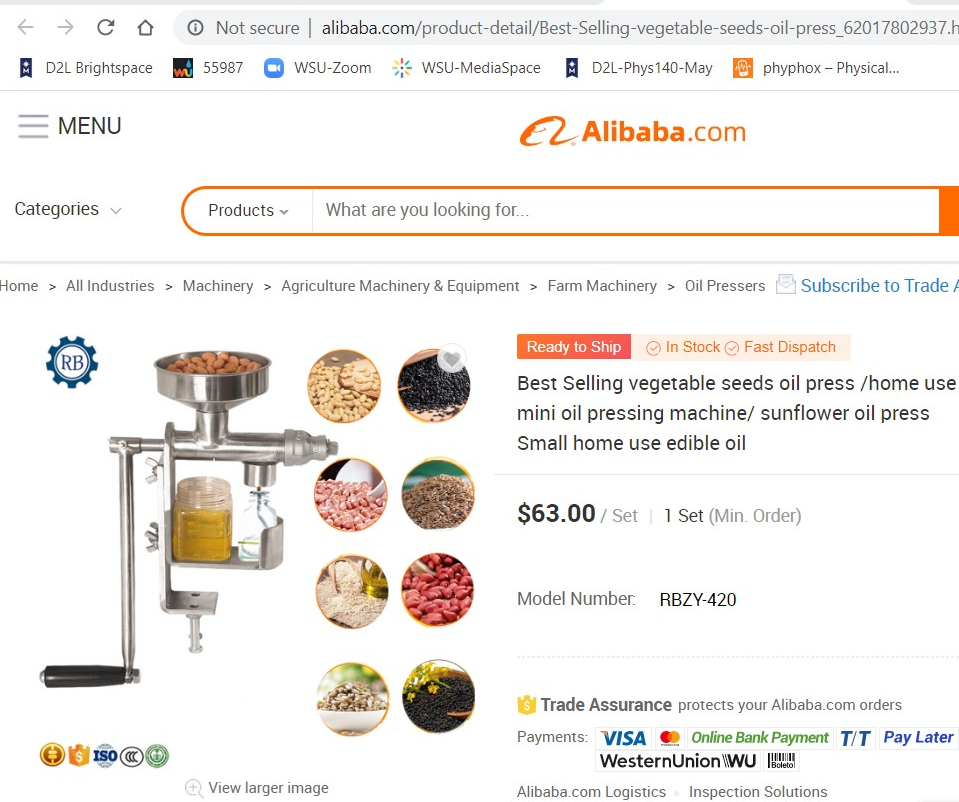 Not secure | alibaba.com/product-detail/Best-Selling-vegetable-seeds-oil-press_62017802937.h
D2L Brightspace 55987 WSU-Zoom WSU-MediaSpace D2L-Phys140-May phyphox – Physical...
MENU
Alibaba.com
Categories
Products
What are you looking for...
Home > All Industries > Machinery > Agriculture Machinery & Equipment > Farm Machinery > Oil Pressers
Subscribe to Trade A
RB
Ready to Ship In Stock Fast Dispatch
Best Selling vegetable seeds oil press /home use
mini oil pressing machine/ sunflower oil press
Small home use edible oil
$63.00 / Set | 1 Set (Min. Order)
Model Number: RBZY-420
Trade Assurance protects your Alibaba.com orders
Payments: VISA Online Bank Payment T/T Pay Later
WesternUnion WU Boleto
ISO
View larger image
Alibaba.com Logistics Inspection Solutions